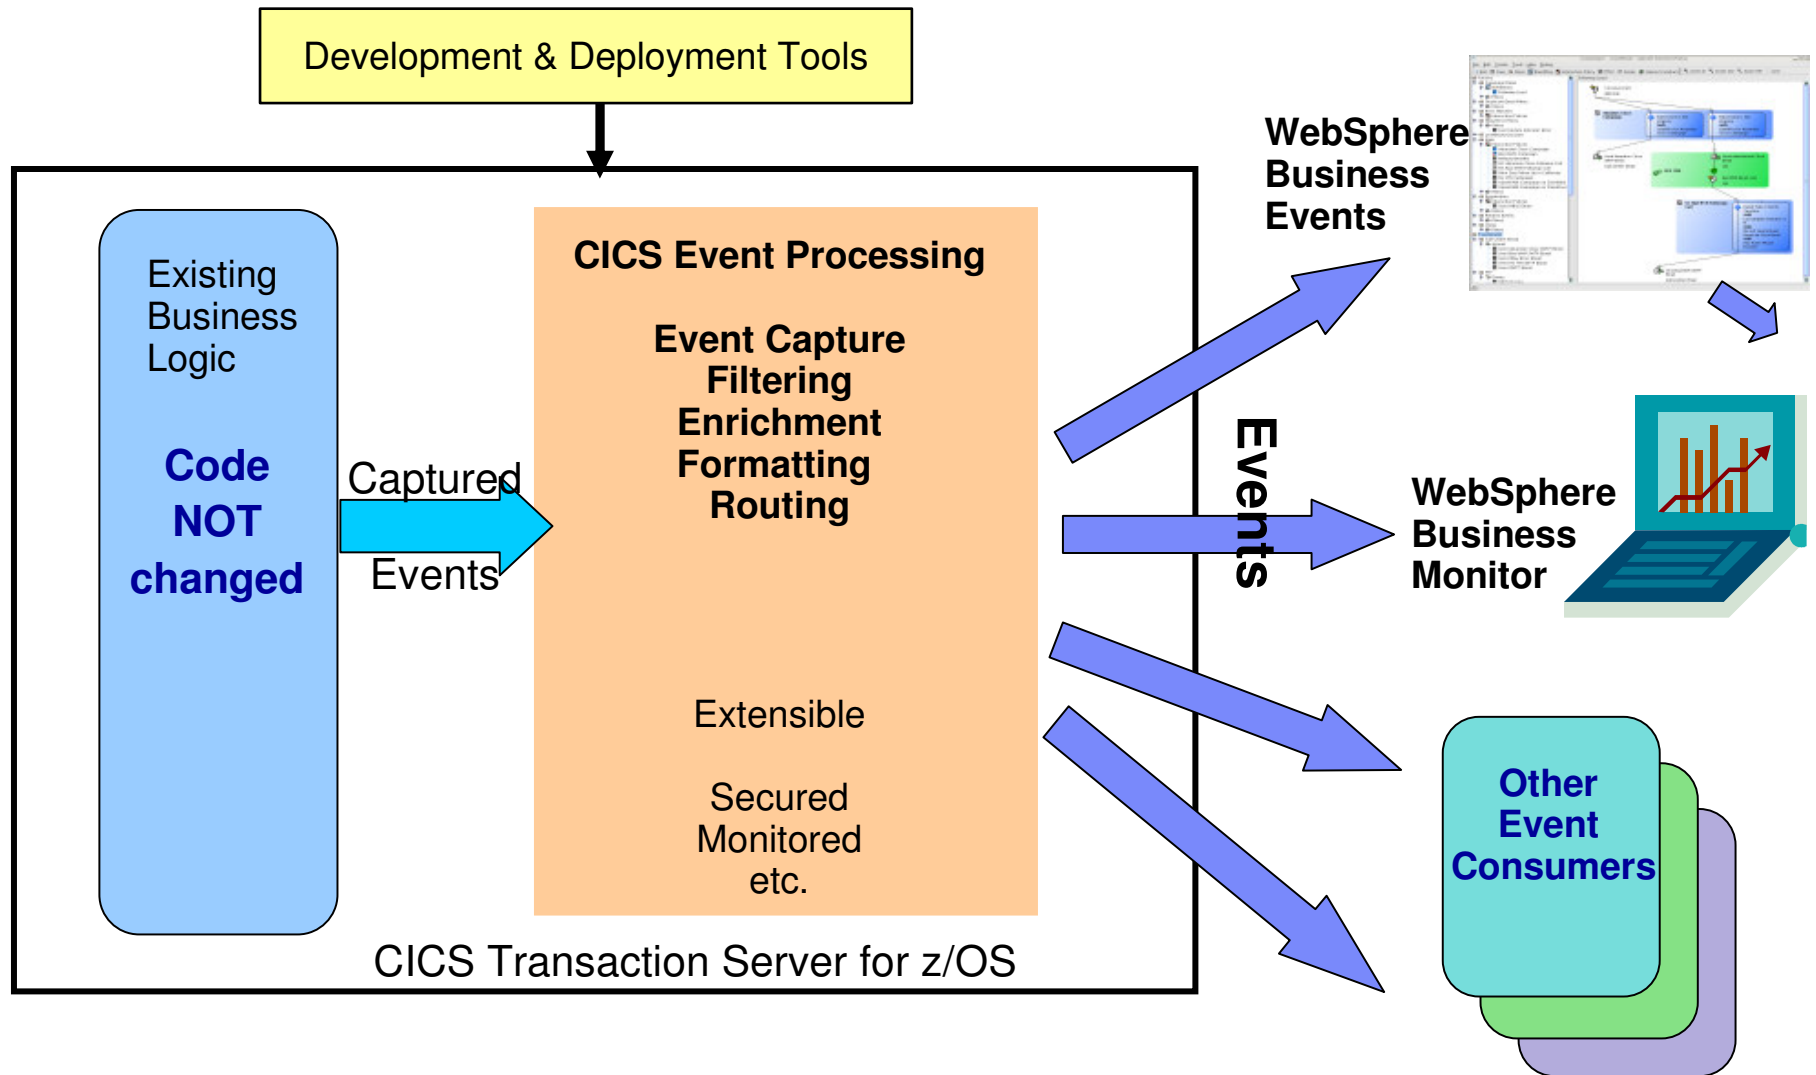 Development & Deployment Tools
WebSphere
Business
Events
Existing
Business
Logic
Code
NOT
changed
Captured
Events
CICS Event Processing
Event Capture
Filtering
Enrichment
Formatting
Routing
Extensible
Secured
Monitored
etc.
CICS Transaction Server for z/OS
Events
WebSphere
Business
Monitor
Other
Event
Consumers